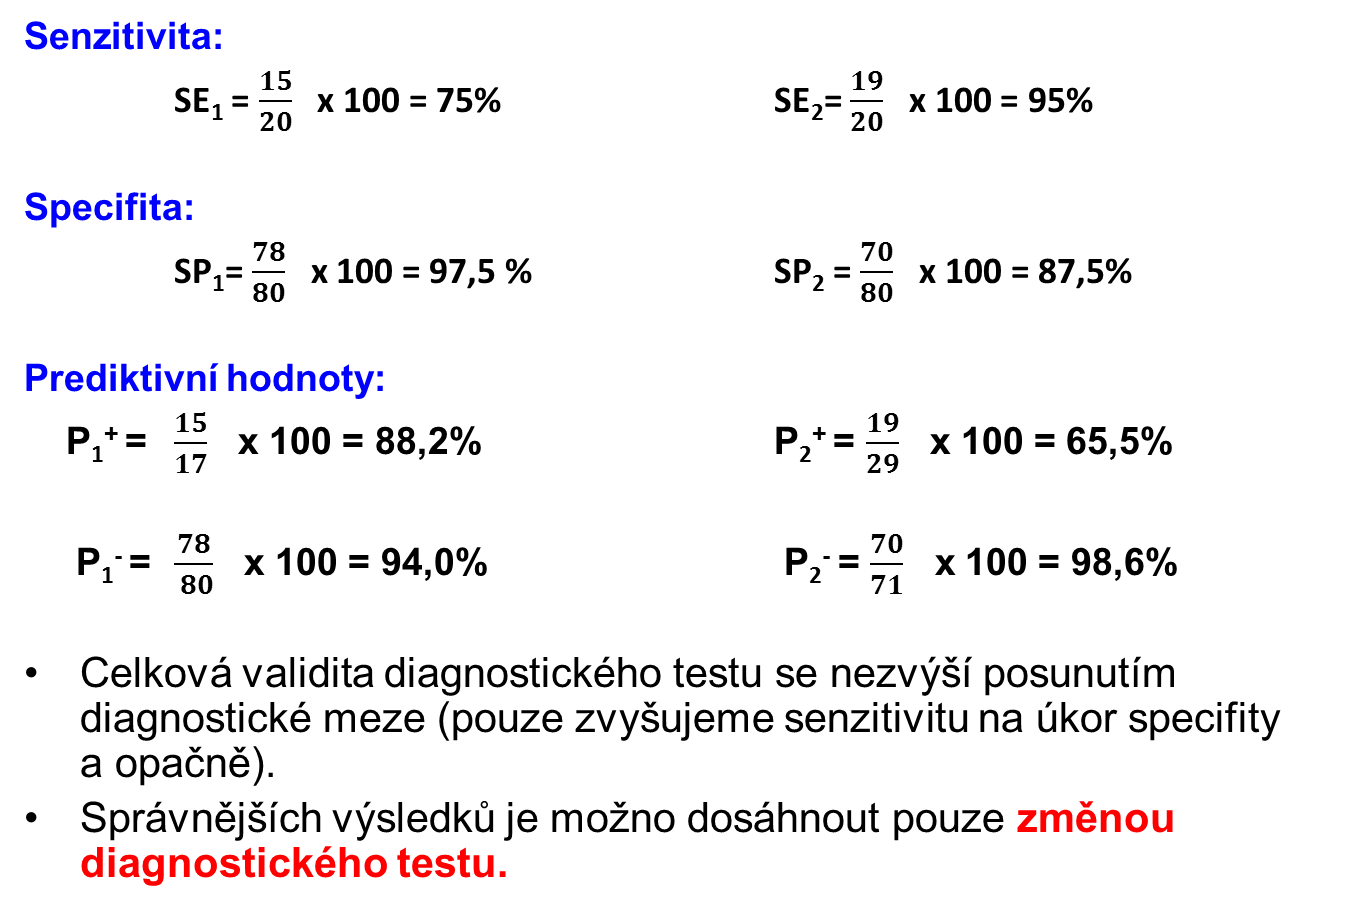 Senzitivita:
SE1 = 15/20 x 100 = 75% SE2= 19/20 x 100 = 95%
Specifita:
SP1= 78/80 x 100 = 97,5 % SP2 = 70/80 x 100 = 87,5%
Prediktivní hodnoty:
P1+ = 15/17 x 100 = 88,2% P2+ = 19/29 x 100 = 65,5%
P1- = 78/80 x 100 = 94,0% P2- = 70/71 x 100 = 98,6%
• Celková validita diagnostického testu se nezvýší posunutím
diagnostické meze (pouze zvyšujeme senzitivitu na úkor specifity
a opačně).
• Správnějších výsledků je možno dosáhnout pouze změnou
diagnostického testu.